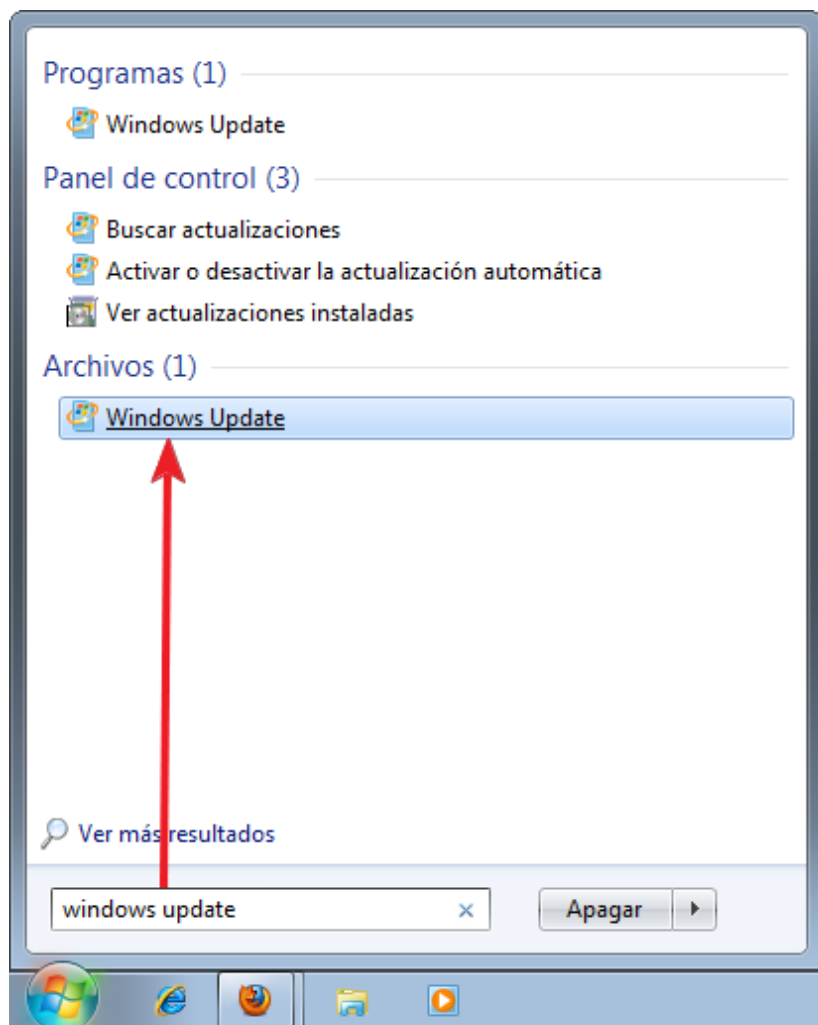 Programas (1)
Windows Update
Panel de control (3)
Buscar actualizaciones
Activar o desactivar la actualización automática
Ver actualizaciones instaladas
Archivos (1)
Windows Update
Ver más resultados
windows update
Apagar